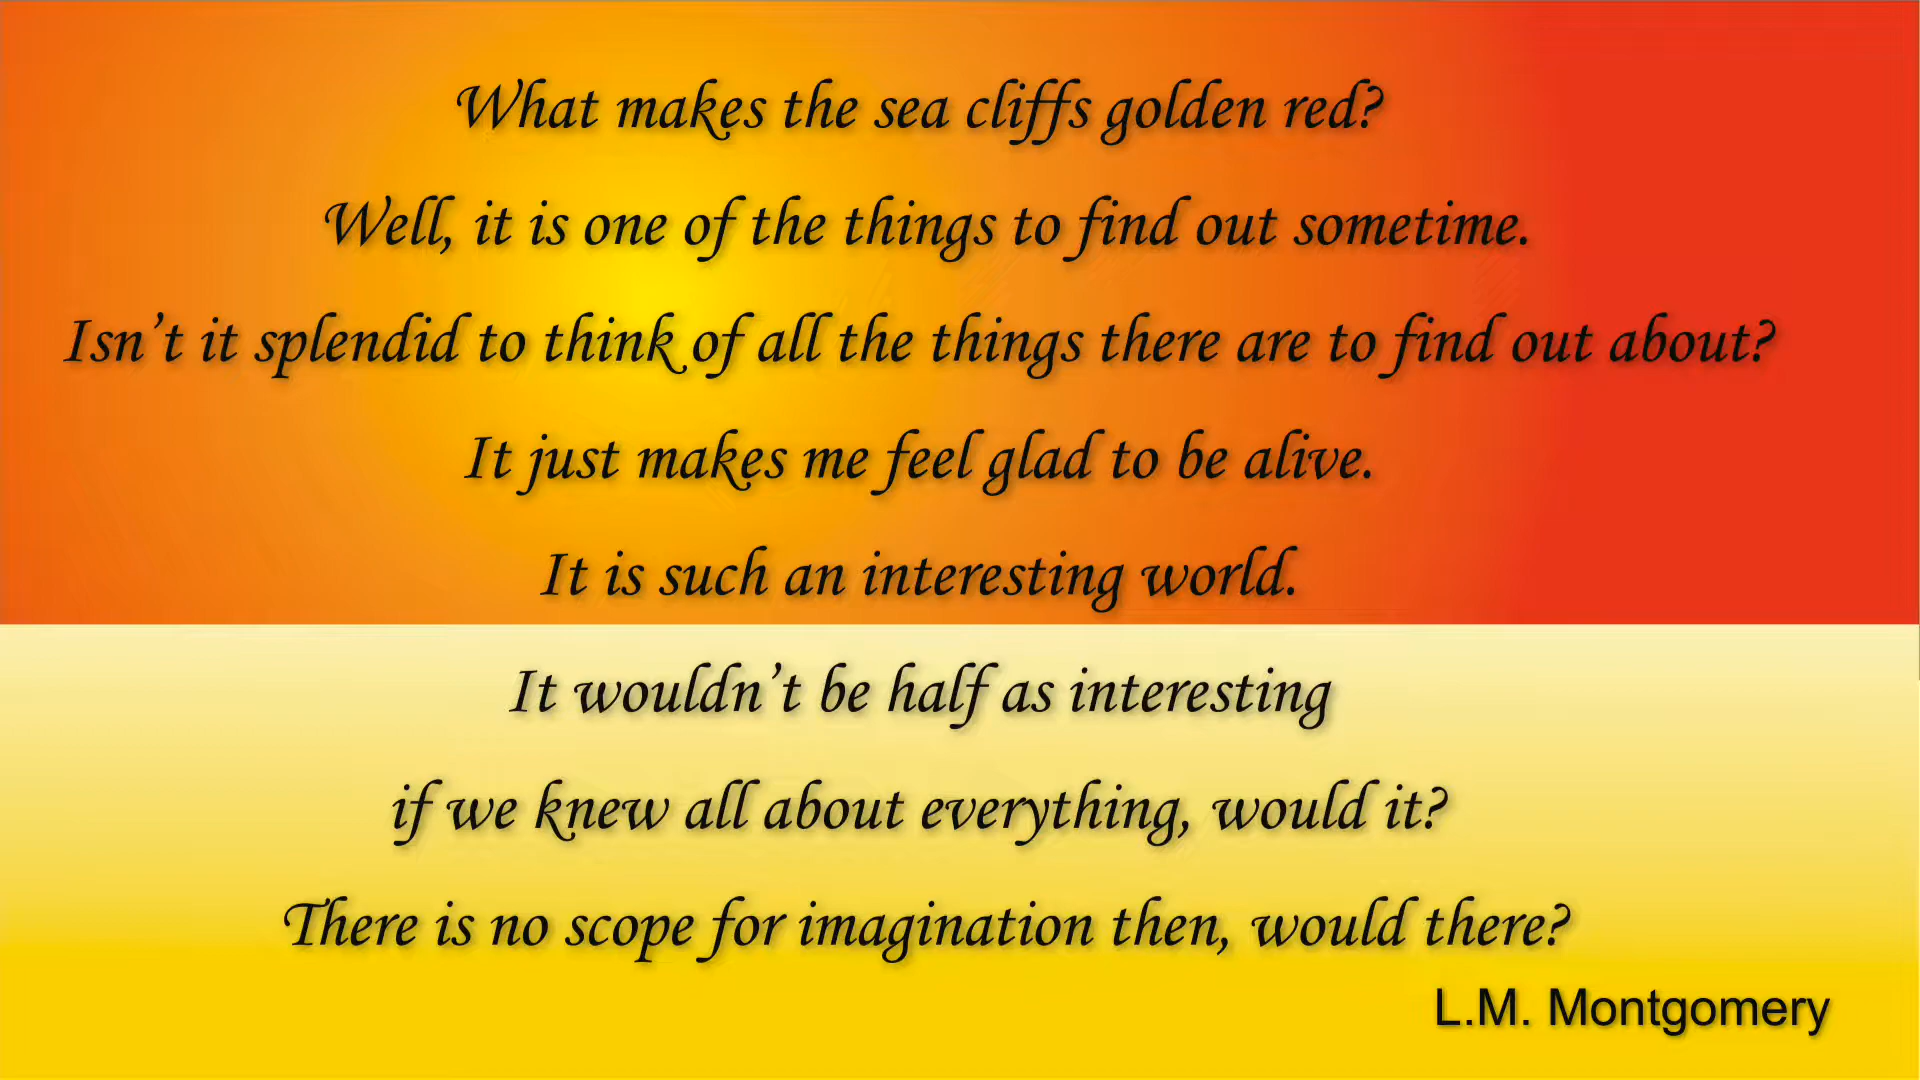 What makes the sea cliffs golden red?
Well, it is one of the things to find out sometime.
Isn’t it splendid to think of all the things there are to find out about?
It just makes me feel glad to be alive.
It is such an interesting world.
It wouldn’t be half as interesting
if we knew all about everything, would it?
There is no scope for imagination then, would there?
L.M. Montgomery